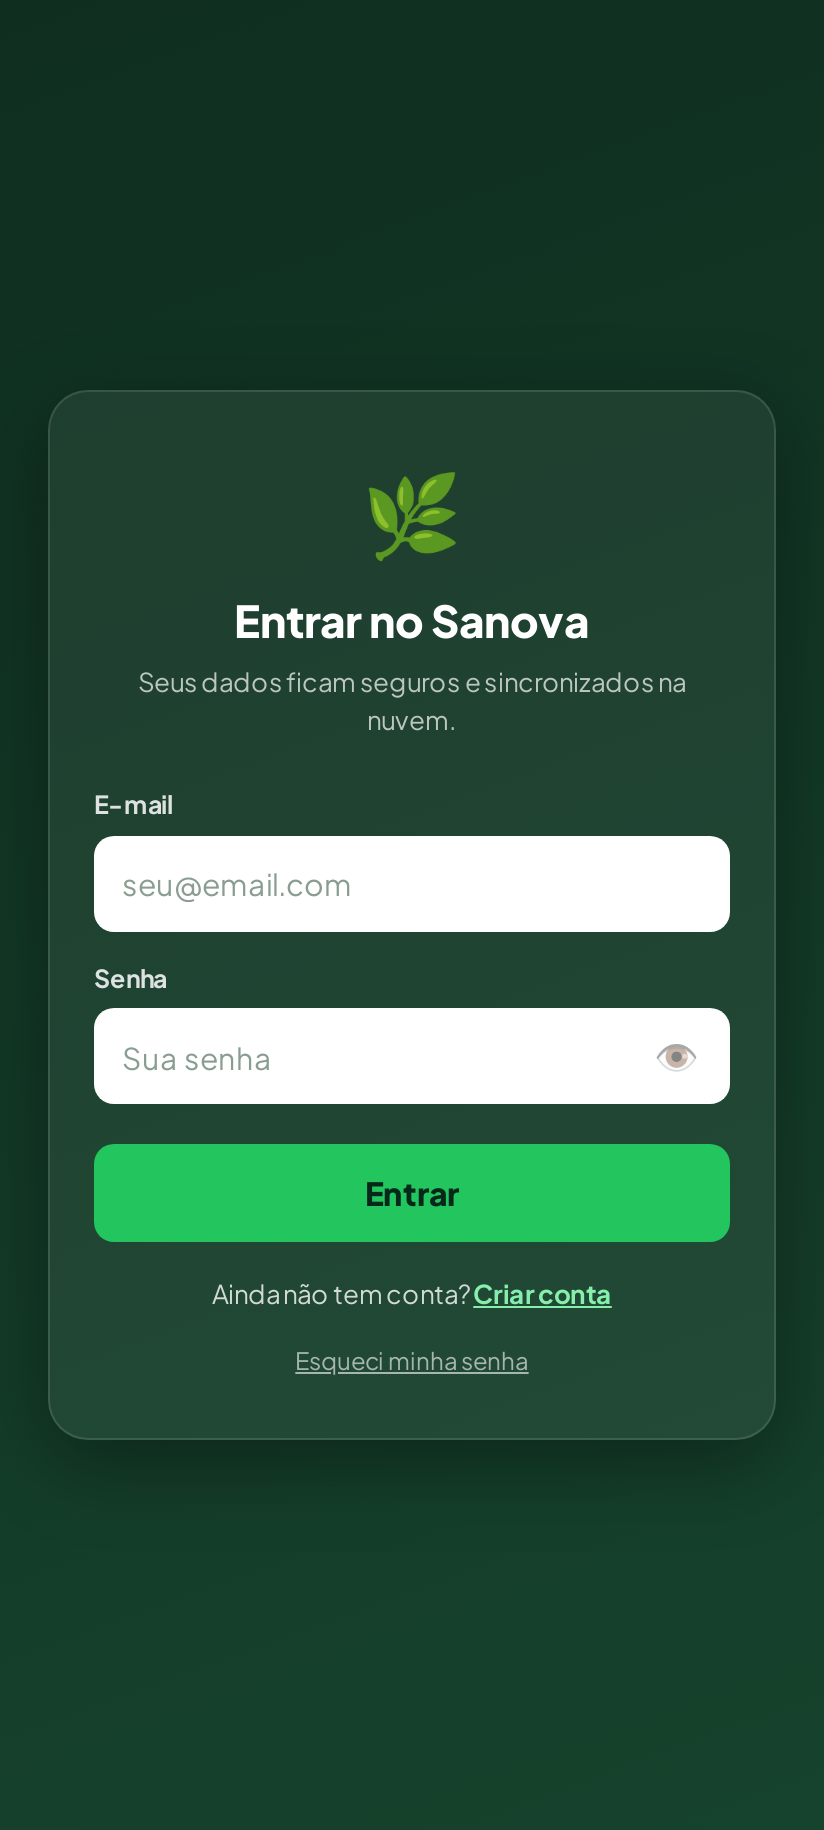 Entrar no Sanova
Seus dados ficam seguros e sincronizados na
nuvem.
E-mail
seu@email.com
Senha
Sua senha
Entrar
Ainda não tem conta? Criar conta
Esqueci minha senha